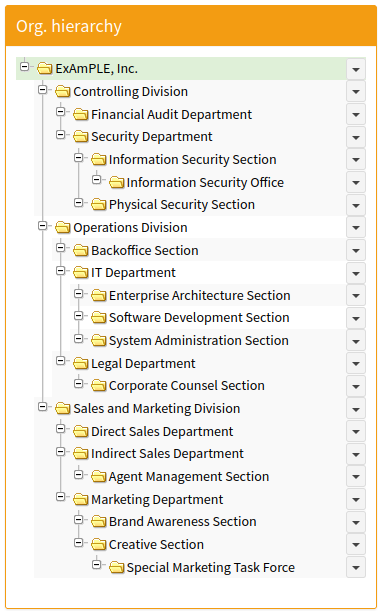 Org. hierarchy
ExAmPLE, Inc.
Controlling Division
Financial Audit Department
Security Department
Information Security Section
Information Security Office
Physical Security Section
Operations Division
Backoffice Section
IT Department
Enterprise Architecture Section
Software Development Section
System Administration Section
Legal Department
Corporate Counsel Section
Sales and Marketing Division
Direct Sales Department
Indirect Sales Department
Agent Management Section
Marketing Department
Brand Awareness Section
Creative Section
Special Marketing Task Force